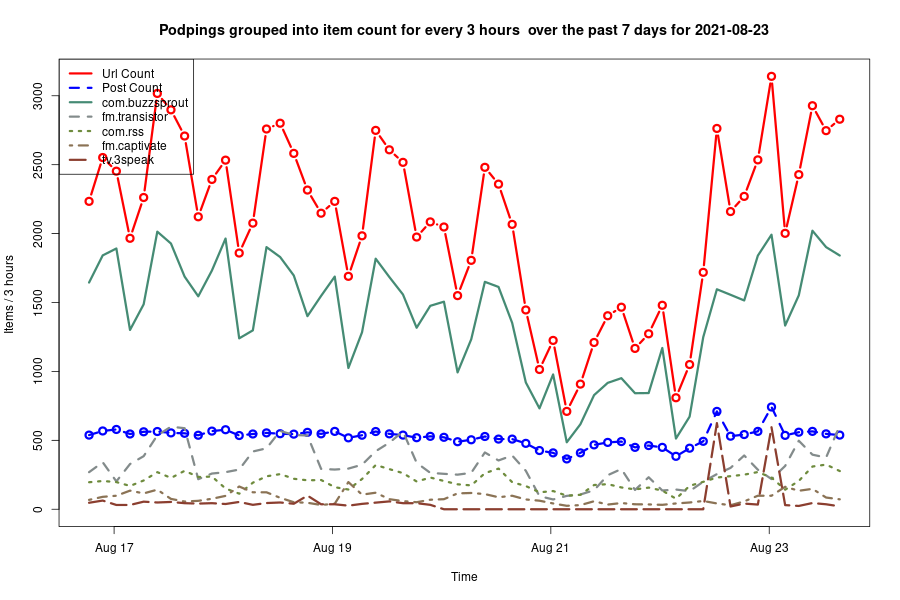 Podpings grouped into item count for every 3 hours  over the past 7 days for 2021-08-23
Url Count
Post Count
com.buzzsprout
fm.transistor
com.rss
fm.captivate
tv.3speak
Items / 3 hours
3000
2500
2000
1500
1000
500
0
Aug 17
Aug 19
Aug 21
Aug 23
Time